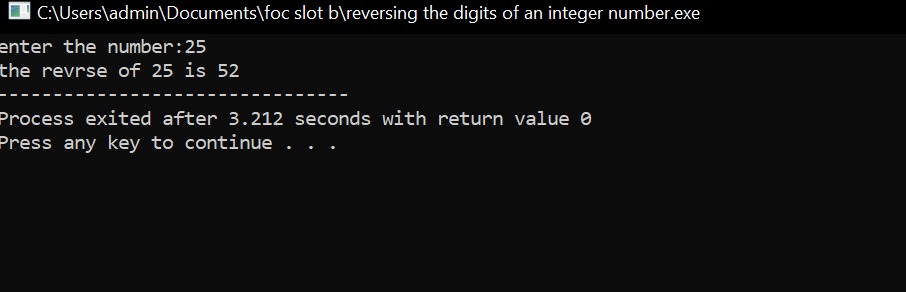 C:\Users\admin\Documents\foc slot b\reversing the digits of an integer number.exe
enter the number:25
the revrse of 25 is 52
--------------------------------
Process exited after 3.212 seconds with return value 0
Press any key to continue . . .